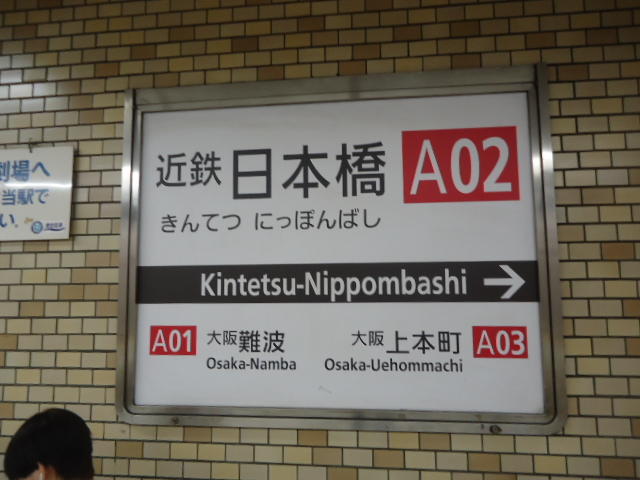 劇場へ
当駅で
い。
近鉄 日本橋 A02
きんてつ にっぽんばし
Kintetsu-Nippombashi →
A01 大阪難波 大阪上本町 A03
Osaka-Namba Osaka-Uehommachi